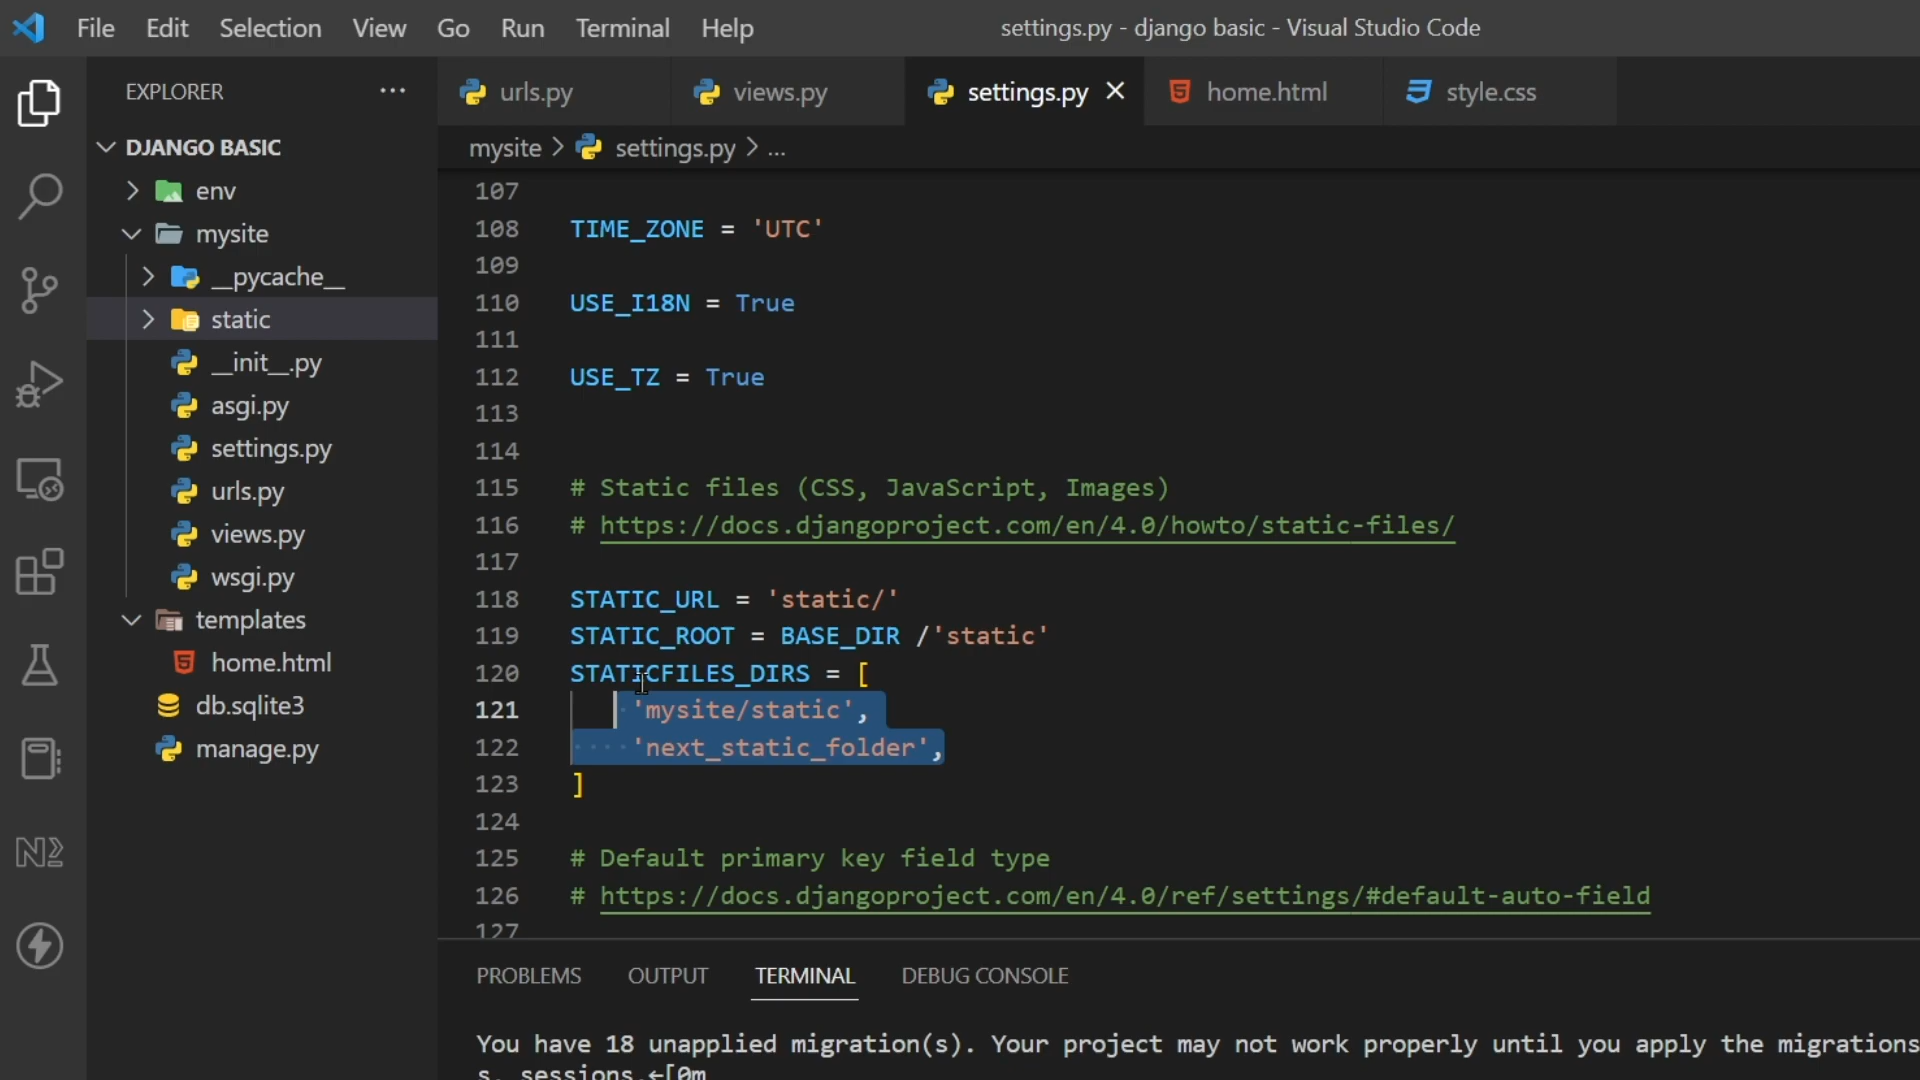 File Edit Selection View Go Run Terminal Help
settings.py - django basic - Visual Studio Code
EXPLORER
DJANGO BASIC
env
mysite
__pycache__
static
__init__.py
asgi.py
settings.py
urls.py
views.py
wsgi.py
templates
home.html
db.sqlite3
manage.py
urls.py views.py settings.py home.html style.css
mysite > settings.py > ...
107
108 TIME_ZONE = 'UTC'
109
110 USE_I18N = True
111
112 USE_TZ = True
113
114
115 # Static files (CSS, JavaScript, Images)
116 # https://docs.djangoproject.com/en/4.0/howto/static-files/
117
118 STATIC_URL = 'static/'
119 STATIC_ROOT = BASE_DIR /'static'
120 STATICFILES_DIRS = [
121 'mysite/static',
122 'next_static_folder',
123 ]
124
125 # Default primary key field type
126 # https://docs.djangoproject.com/en/4.0/ref/settings/#default-auto-field
127
PROBLEMS OUTPUT TERMINAL DEBUG CONSOLE
You have 18 unapplied migration(s). Your project may not work properly until you apply the migrations
s, sessions.←[0m